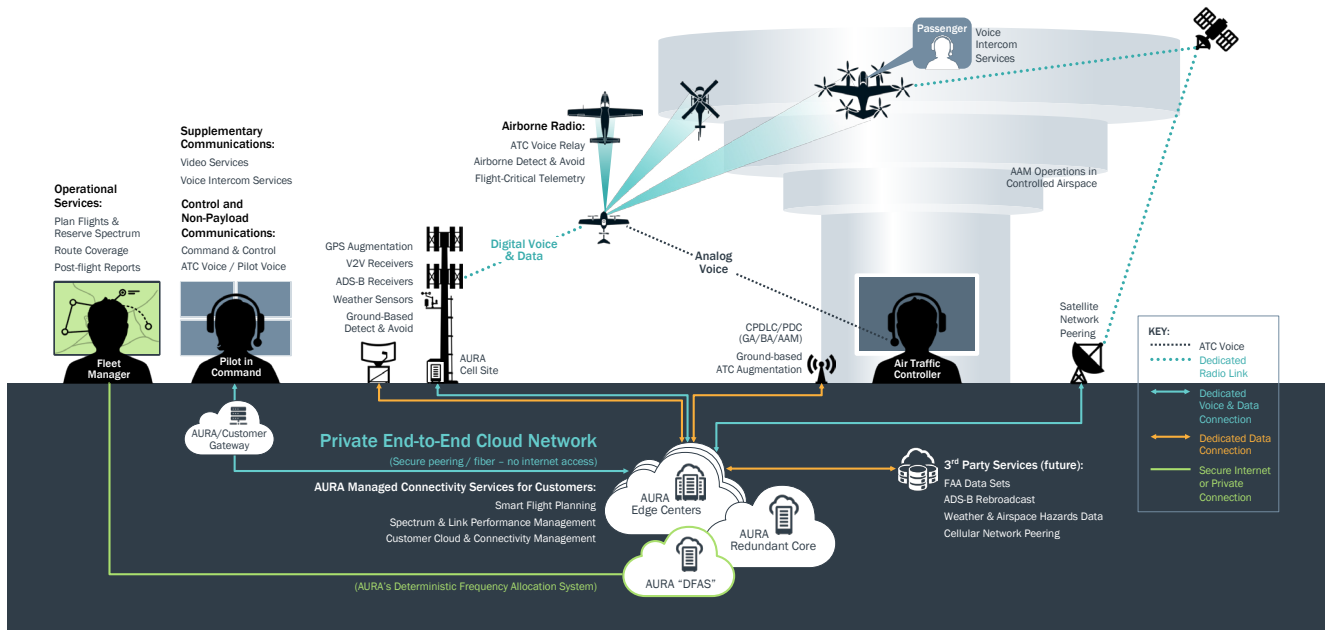 Passenger
Voice
Intercom
Services
Supplementary
Communications:
Video Services
Voice Intercom Services
Airborne Radio:
ATC Voice Relay
Airborne Detect & Avoid
Flight-Critical Telemetry
AAM Operations in
Controlled Airspace
Operational
Services:
Plan Flights &
Reserve Spectrum
Route Coverage
Post-flight Reports
Control and
Non-Payload
Communications:
Command & Control
ATC Voice / Pilot Voice
GPS Augmentation
V2V Receivers
ADS-B Receivers
Weather Sensors
Ground-Based
Detect & Avoid
Digital Voice
& Data
Analog
Voice
AURA
Cell Site
CPDLC/PDC
(GA/BA/AAM)
Ground-based
ATC Augmentation
Satellite
Network
Peering
Fleet
Manager
Pilot in
Command
Air Traffic
Controller
KEY:
ATC Voice
Dedicated
Radio Link
Dedicated
Voice & Data
Connection
Dedicated Data
Connection
Secure Internet
or Private
Connection
AURA/Customer
Gateway
Private End-to-End Cloud Network
(Secure peering / fiber – no internet access)
AURA Managed Connectivity Services for Customers:
Smart Flight Planning
Spectrum & Link Performance Management
Customer Cloud & Connectivity Management
AURA
Edge Centers
AURA
Redundant Core
AURA “DFAS”
(AURA’s Deterministic Frequency Allocation System)
3rd Party Services (future):
FAA Data Sets
ADS-B Rebroadcast
Weather & Airspace Hazards Data
Cellular Network Peering